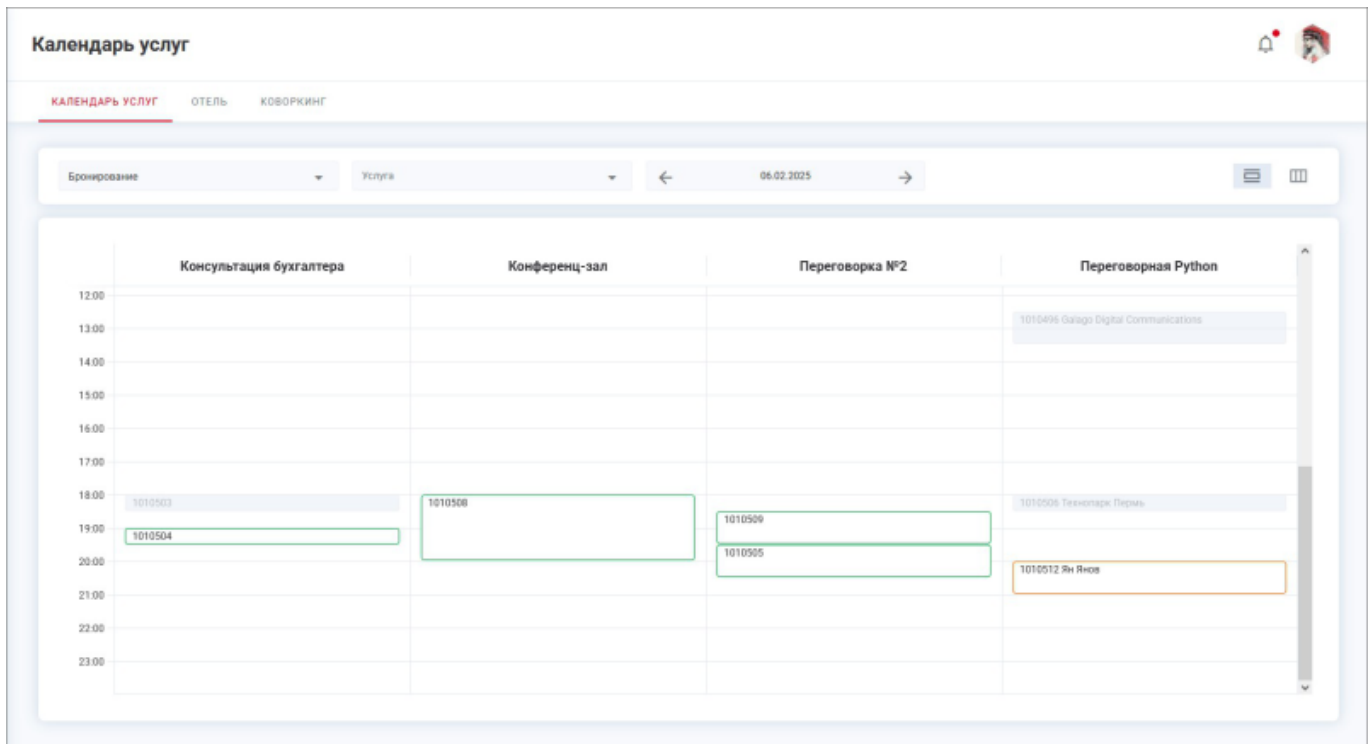 Календарь услуг
КАЛЕНДАРЬ УСЛУГ ОТЕЛЬ КОВОРКИНГ
Бронирование Услуга 06.02.2025
Консультация бухгалтера Конференц-зал Переговорка №2 Переговорная Python
12:00
1010496 Galago Digital Communications
13:00
14:00
15:00
16:00
17:00
18:00 1010503 1010508 1010506 Технопарк Пермь
1010509
19:00 1010504
1010505
20:00 1010512 Ян Янов
21:00
22:00
23:00